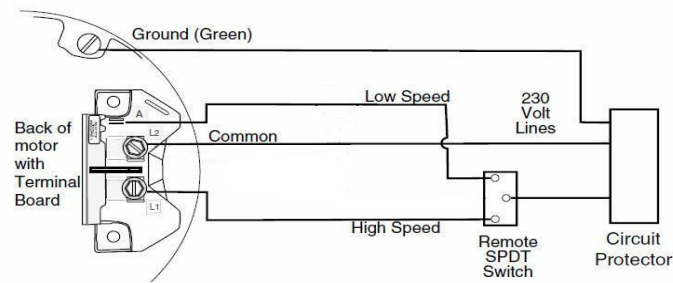 Ground (Green)
Low Speed
230
Volt
Lines
A
L2
Common
Back of
motor
with
Terminal
Board
L1
High Speed
Remote
SPDT
Switch
Circuit
Protector